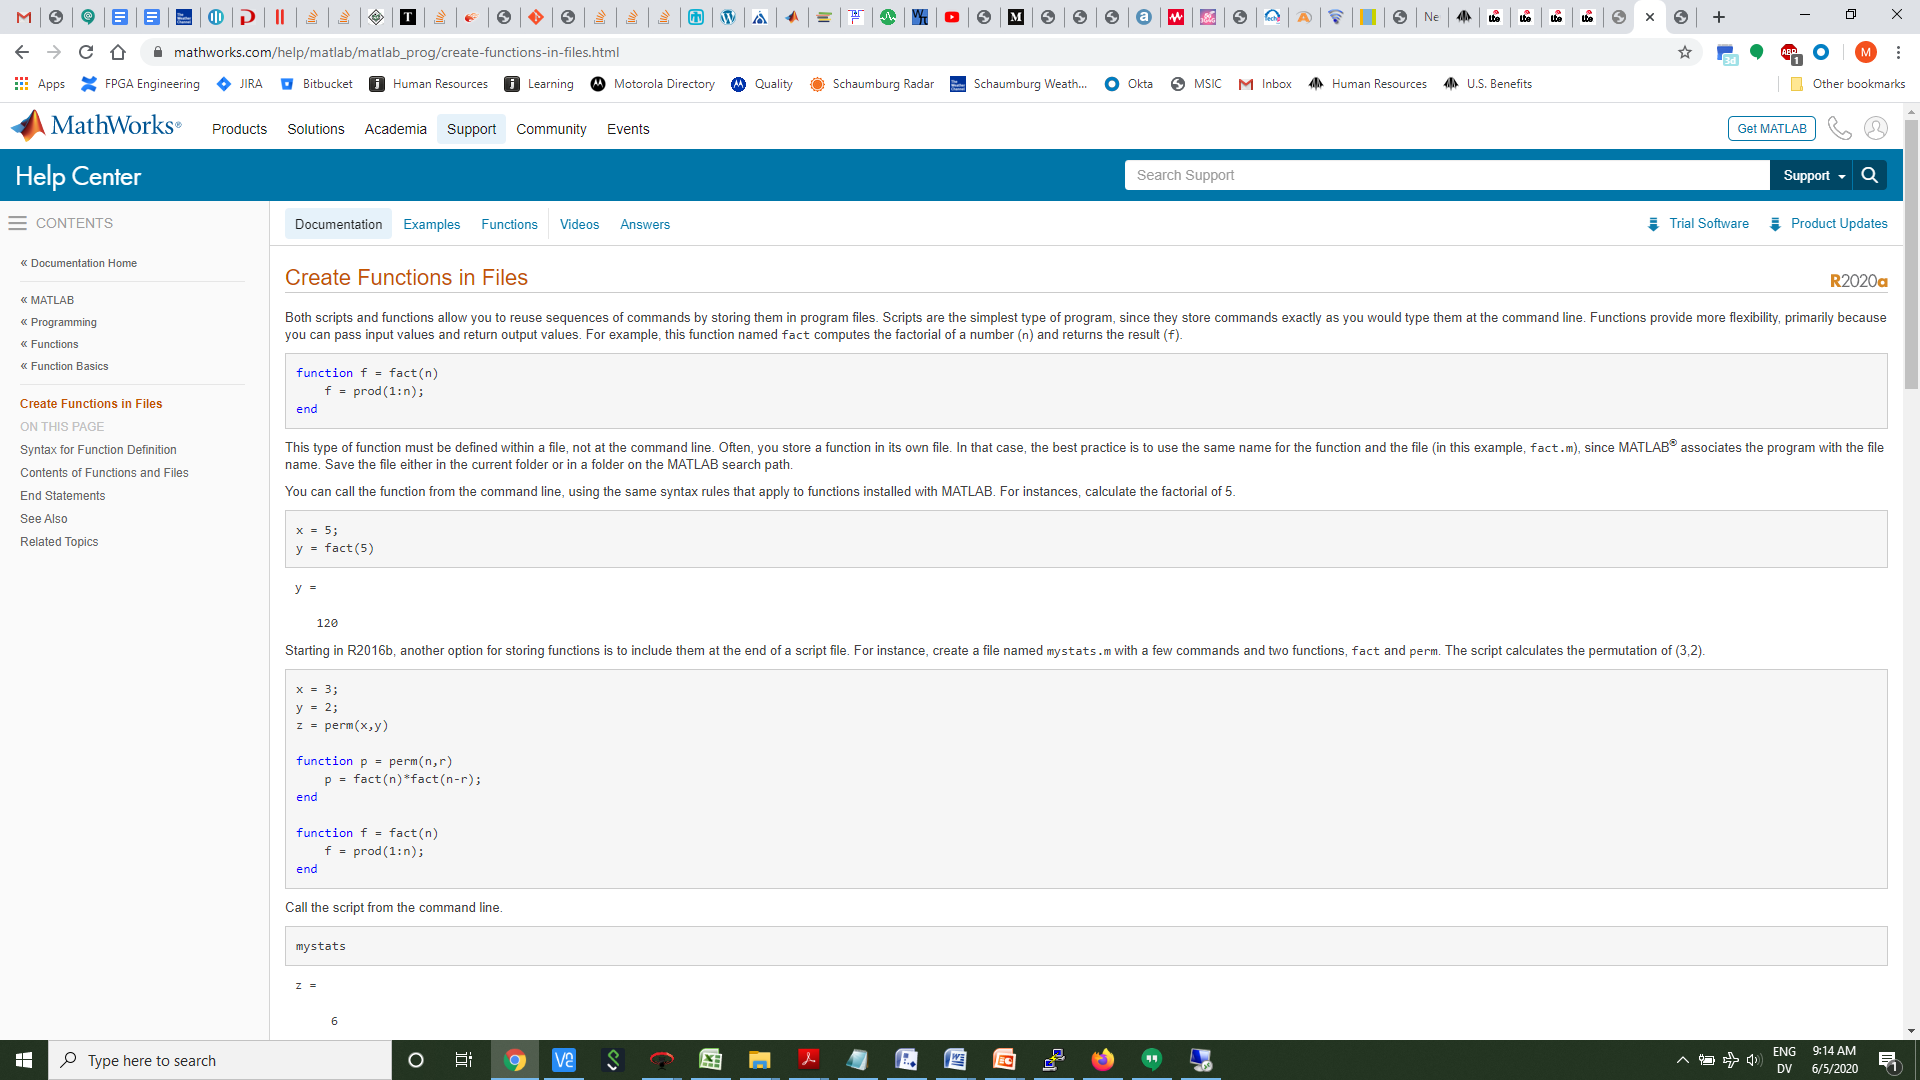 mathworks.com/help/matlab/matlab_prog/create-functions-in-files.html
Apps FPGA Engineering JIRA Bitbucket Human Resources Learning Motorola Directory Quality Schaumburg Radar Schaumburg Weath... Okta MSIC Inbox Human Resources U.S. Benefits Other bookmarks
MathWorks® Products Solutions Academia Support Community Events Get MATLAB
Help Center Search Support Support
CONTENTS
« Documentation Home
« MATLAB
« Programming
« Functions
« Function Basics
Create Functions in Files
ON THIS PAGE
Syntax for Function Definition
Contents of Functions and Files
End Statements
See Also
Related Topics
Documentation Examples Functions Videos Answers Trial Software Product Updates
Create Functions in Files R2020a
Both scripts and functions allow you to reuse sequences of commands by storing them in program files. Scripts are the simplest type of program, since they store commands exactly as you would type them at the command line. Functions provide more flexibility, primarily because
you can pass input values and return output values. For example, this function named fact computes the factorial of a number (n) and returns the result (f).
function f = fact(n)
f = prod(1:n);
end
This type of function must be defined within a file, not at the command line. Often, you store a function in its own file. In that case, the best practice is to use the same name for the function and the file (in this example, fact.m), since MATLAB® associates the program with the file
name. Save the file either in the current folder or in a folder on the MATLAB search path.
You can call the function from the command line, using the same syntax rules that apply to functions installed with MATLAB. For instances, calculate the factorial of 5.
x = 5;
y = fact(5)
y =
120
Starting in R2016b, another option for storing functions is to include them at the end of a script file. For instance, create a file named mystats.m with a few commands and two functions, fact and perm. The script calculates the permutation of (3,2).
x = 3;
y = 2;
z = perm(x,y)
function p = perm(n,r)
p = fact(n)*fact(n-r);
end
function f = fact(n)
f = prod(1:n);
end
Call the script from the command line.
mystats
z =
6
Type here to search
ENG
DV
9:14 AM
6/5/2020